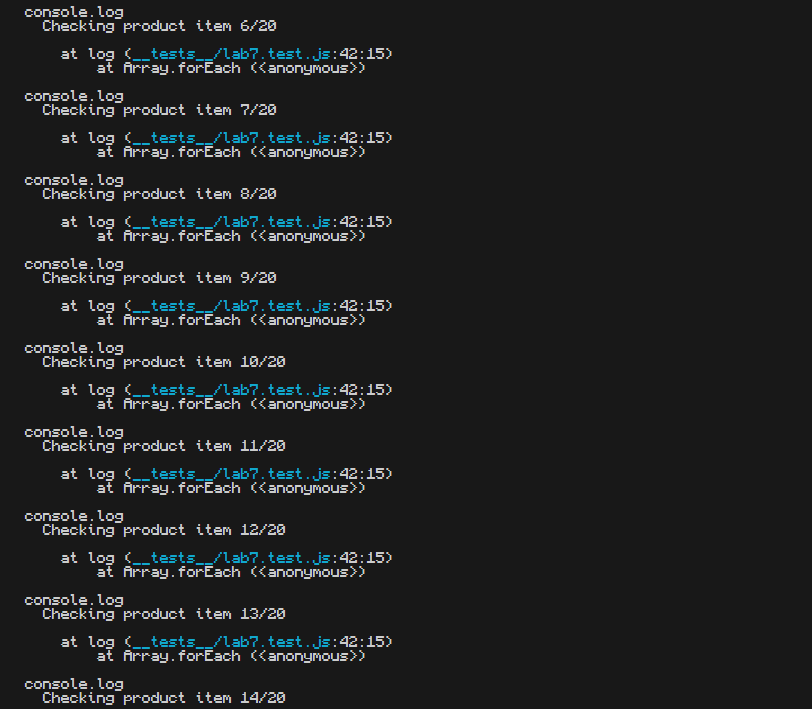 console.log
Checking product item 6/20
at log (__tests__/lab7.test.js:42:15)
at Array.forEach (<anonymous>)
console.log
Checking product item 7/20
at log (__tests__/lab7.test.js:42:15)
at Array.forEach (<anonymous>)
console.log
Checking product item 8/20
at log (__tests__/lab7.test.js:42:15)
at Array.forEach (<anonymous>)
console.log
Checking product item 9/20
at log (__tests__/lab7.test.js:42:15)
at Array.forEach (<anonymous>)
console.log
Checking product item 10/20
at log (__tests__/lab7.test.js:42:15)
at Array.forEach (<anonymous>)
console.log
Checking product item 11/20
at log (__tests__/lab7.test.js:42:15)
at Array.forEach (<anonymous>)
console.log
Checking product item 12/20
at log (__tests__/lab7.test.js:42:15)
at Array.forEach (<anonymous>)
console.log
Checking product item 13/20
at log (__tests__/lab7.test.js:42:15)
at Array.forEach (<anonymous>)
console.log
Checking product item 14/20